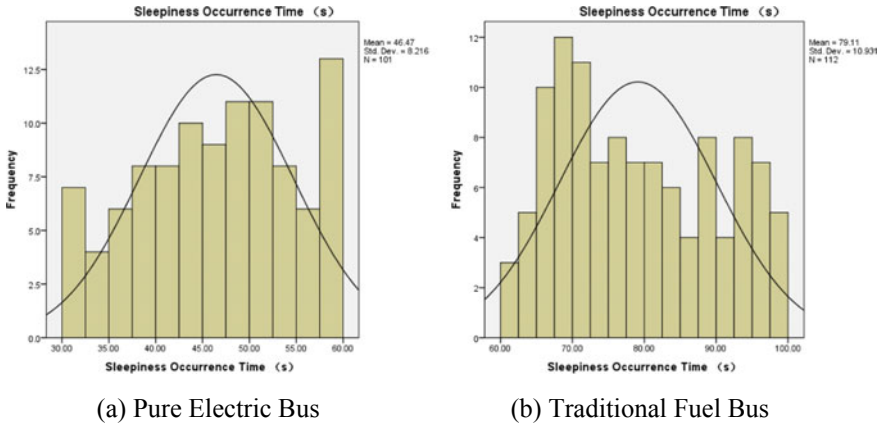 Sleepiness Occurrence Time （s）
Mean = 46.47
Std. Dev. = 8.216
N = 101
Frequency
12.5
10.0
7.5
5.0
2.5
0.0
30.00 35.00 40.00 45.00 50.00 55.00 60.00
Sleepiness Occurrence Time （s）
(a) Pure Electric Bus
Sleepiness Occurrence Time （s）
Mean = 79.11
Std. Dev. = 10.931
N = 112
Frequency
12
10
8
6
4
2
0
60.00 70.00 80.00 90.00 100.00
Sleepiness Occurrence Time （s）
(b) Traditional Fuel Bus